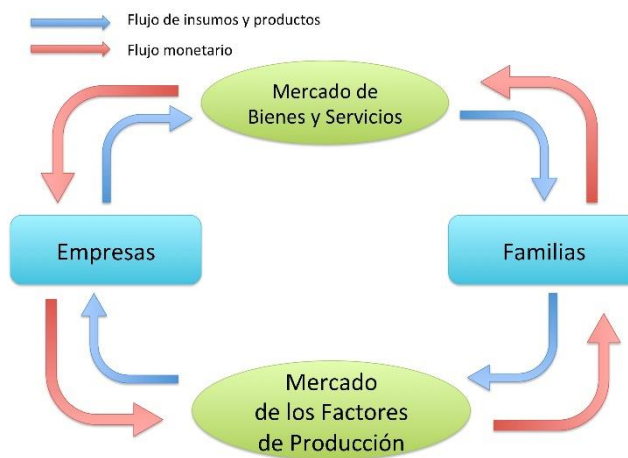 Flujo de insumos y productos
Flujo monetario
Mercado de
Bienes y Servicios
Empresas
Familias
Mercado
de los Factores
de Producción